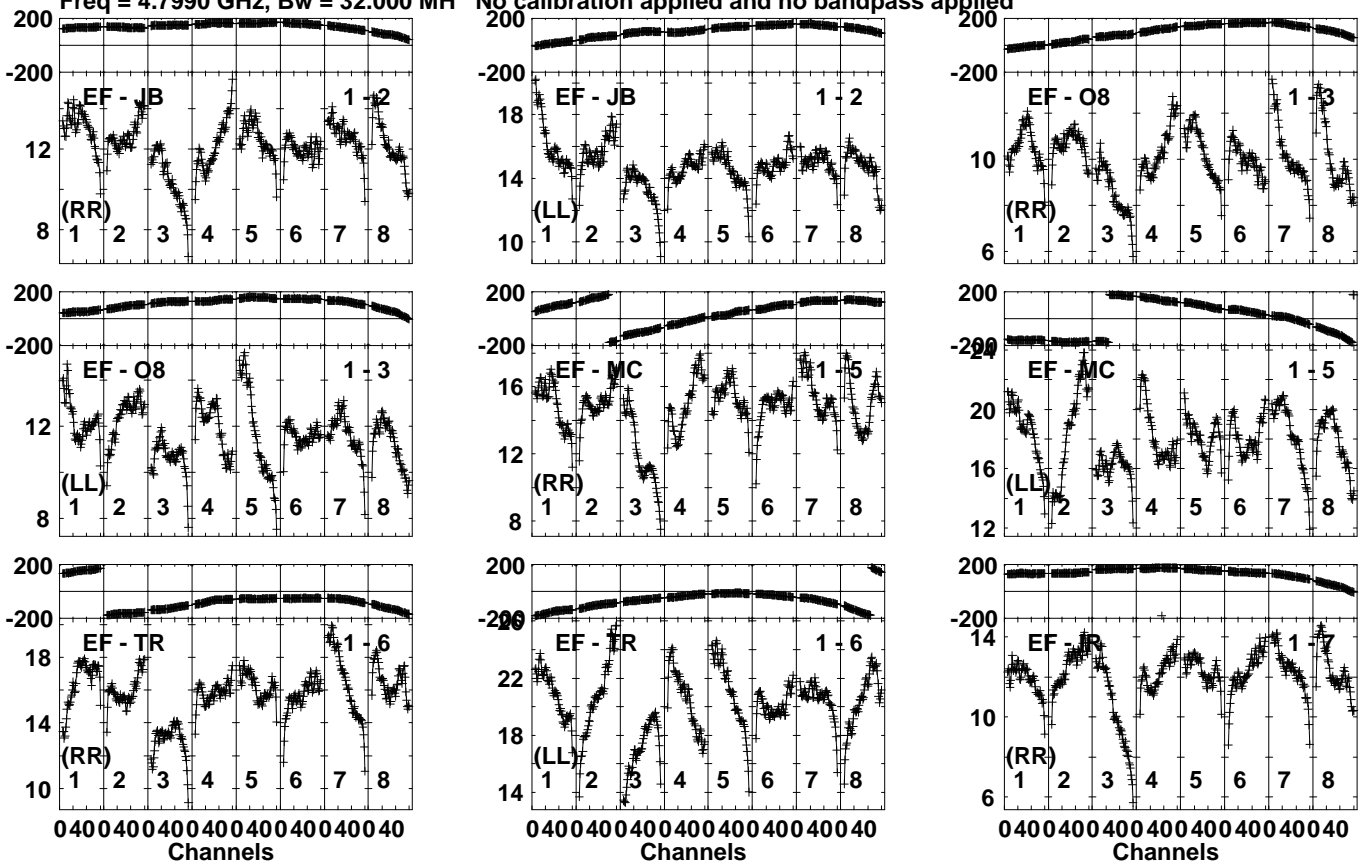 Freq = 4.7990 GHz, Bw = 32.000 MH No calibration applied and no bandpass applied
200 200 200
-200 -200 -200
EF - JB 1 - 2 EF - JB 1 - 2 EF - O8 1 - 3
12 8 18 14 10 10 6
(RR) (LL) (RR)
1 2 3 4 5 6 7 8 1 2 3 4 5 6 7 8 1 2 3 4 5 6 7 8
200 200 200
-200 -200 -200
EF - O8 1 - 3 EF - MC 1 - 5 EF - MC 1 - 5
12 8 16 12 8 24 20 16 12
(LL) (RR) (LL)
1 2 3 4 5 6 7 8 1 2 3 4 5 6 7 8 1 2 3 4 5 6 7 8
200 200 200
-200 -200 -200
EF - TR 1 - 6 EF - TR 1 - 6 EF - IR 1 - 7
18 14 10 26 22 18 14 14 10 6
(RR) (LL) (RR)
1 2 3 4 5 6 7 8 1 2 3 4 5 6 7 8 1 2 3 4 5 6 7 8
0 40 0 40 0 40 0 40 0 40 0 40 0 40 0 40 0 40 0 40 0 40 0 40 0 40 0 40 0 40 0 40 0 40 0 40 0 40 0 40 0 40 0 40 0 40 0 40
Channels Channels Channels